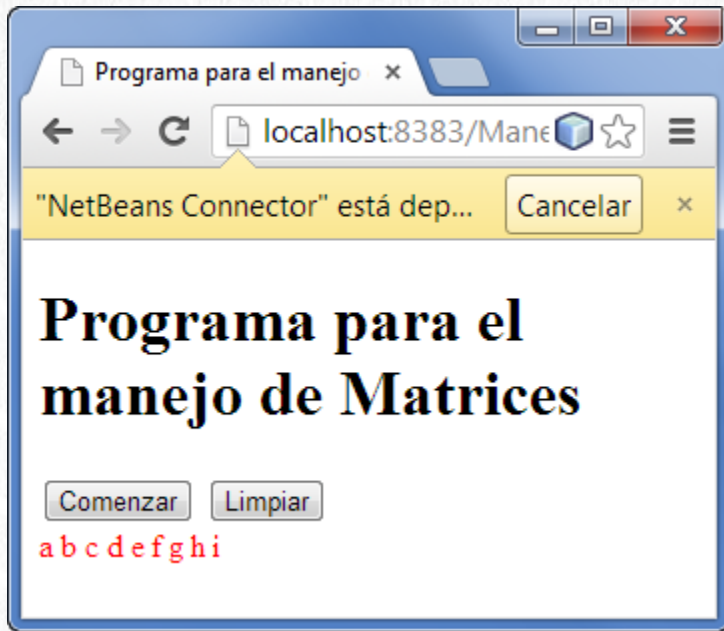 Programa para el manejo
localhost:8383/Mane
"NetBeans Connector" está dep... Cancelar
Programa para el
manejo de Matrices
Comenzar Limpiar
a b c d e f g h i